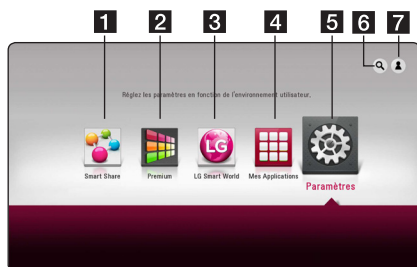 1 2 3 4 5 6 7
Réglez les paramètres en fonction de l'environnement utilisateur.
LG
Smart Share Premium LG Smart World Mes Applications
Paramètres